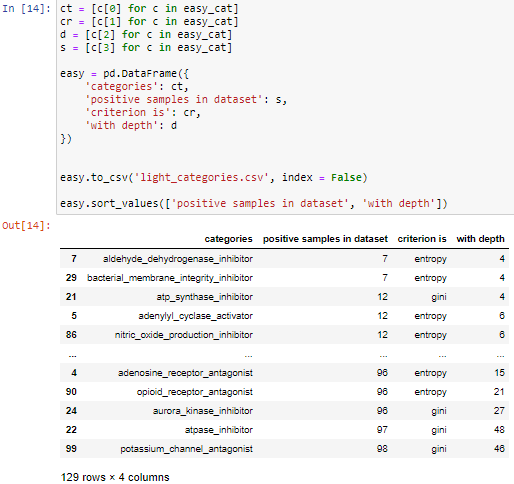 In [14]: ct = [c[0] for c in easy_cat]
cr = [c[1] for c in easy_cat]
d = [c[2] for c in easy_cat]
s = [c[3] for c in easy_cat]
easy = pd.DataFrame({
'categories': ct,
'positive samples in dataset': s,
'criterion is': cr,
'with depth': d
})
easy.to_csv('light_categories.csv', index = False)
easy.sort_values(['positive samples in dataset', 'with depth'])
Out[14]:
categories positive samples in dataset criterion is with depth
7 aldehyde_dehydrogenase_inhibitor 7 entropy 4
29 bacterial_membrane_integrity_inhibitor 7 entropy 4
21 atp_synthase_inhibitor 12 gini 4
5 adenylyl_cyclase_activator 12 entropy 6
86 nitric_oxide_production_inhibitor 12 entropy 6
... ... ... ... ...
4 adenosine_receptor_antagonist 96 entropy 15
90 opioid_receptor_antagonist 96 entropy 21
24 aurora_kinase_inhibitor 96 gini 27
22 atpase_inhibitor 97 gini 48
99 potassium_channel_antagonist 98 gini 46
129 rows × 4 columns